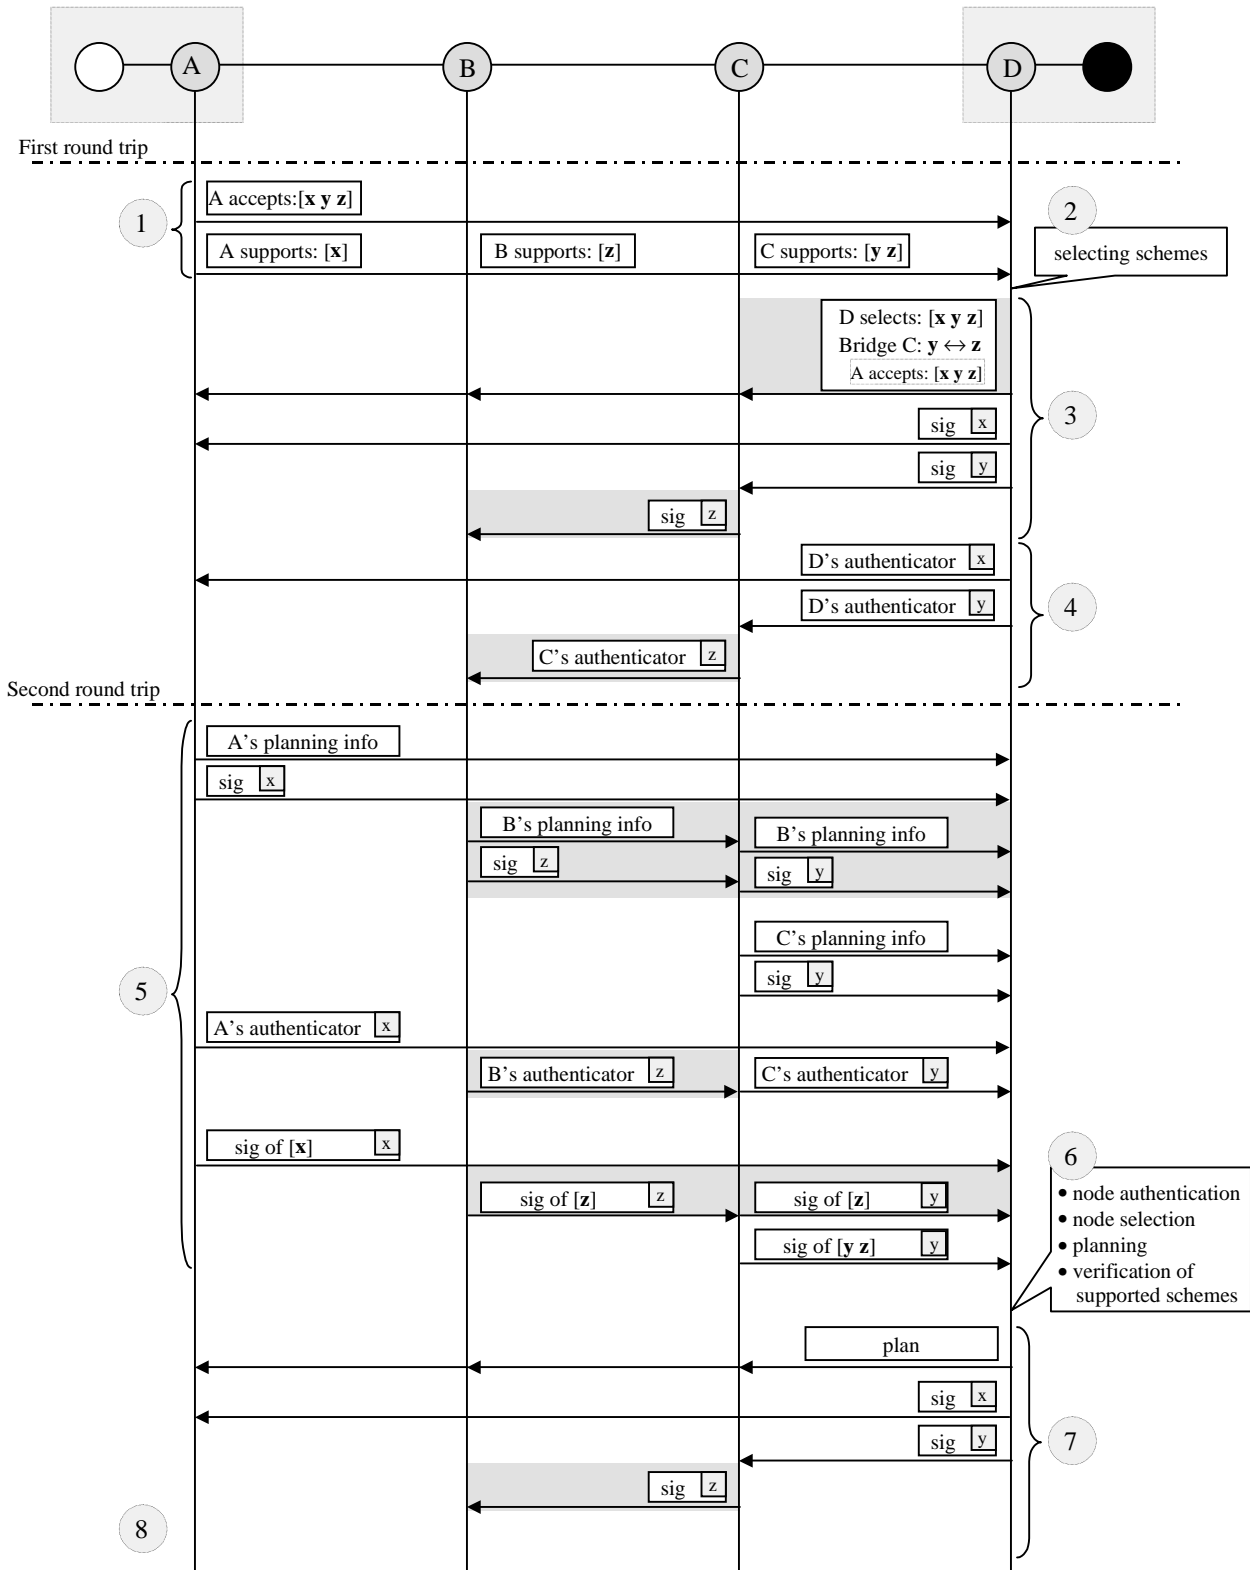 A
B
C
D
First round trip
1
A accepts:[x y z]
2
A supports: [x]
B supports: [z]
C supports: [y z]
selecting schemes
D selects: [x y z]
Bridge C: y ↔ z
A accepts: [x y z]
3
sig x
sig y
sig z
D’s authenticator x
4
D’s authenticator y
C’s authenticator z
Second round trip
A’s planning info
sig x
B’s planning info
B’s planning info
sig z
sig y
C’s planning info
sig y
5
A’s authenticator x
B’s authenticator z
C’s authenticator y
sig of [x] x
6
• node authentication
• node selection
• planning
• verification of
supported schemes
sig of [z] z
sig of [z] y
sig of [y z] y
plan
sig x
sig y
7
sig z
8